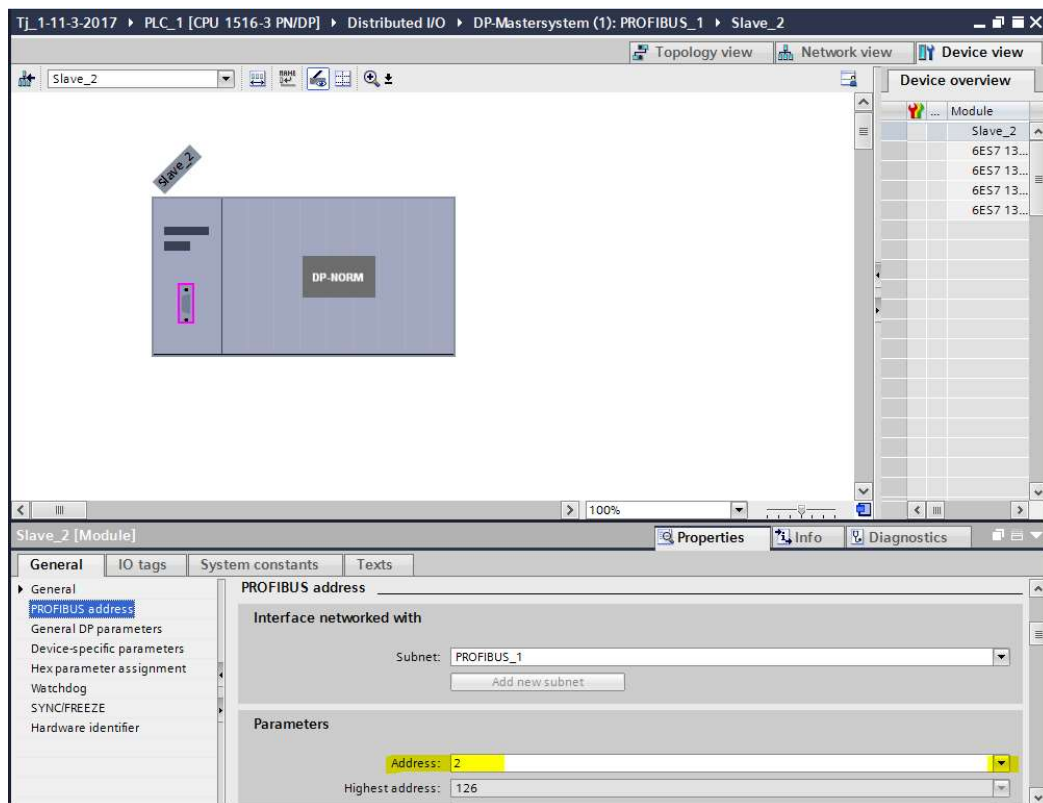 Tj_1-11-3-2017 ▸ PLC_1 [CPU 1516-3 PN/DP] ▸ Distributed I/O ▸ DP-Mastersystem (1): PROFIBUS_1 ▸ Slave_2
Topology view Network view Device view
Slave_2
Device overview
... Module
Slave_2
6ES7 13...
6ES7 13...
6ES7 13...
6ES7 13...
Slave_2
DP-NORM
100%
Slave_2 [Module]
Properties Info Diagnostics
General IO tags System constants Texts
General
PROFIBUS address
General DP parameters
Device-specific parameters
Hex parameter assignment
Watchdog
SYNC/FREEZE
Hardware identifier
PROFIBUS address
Interface networked with
Subnet: PROFIBUS_1
Add new subnet
Parameters
Address: 2
Highest address: 126